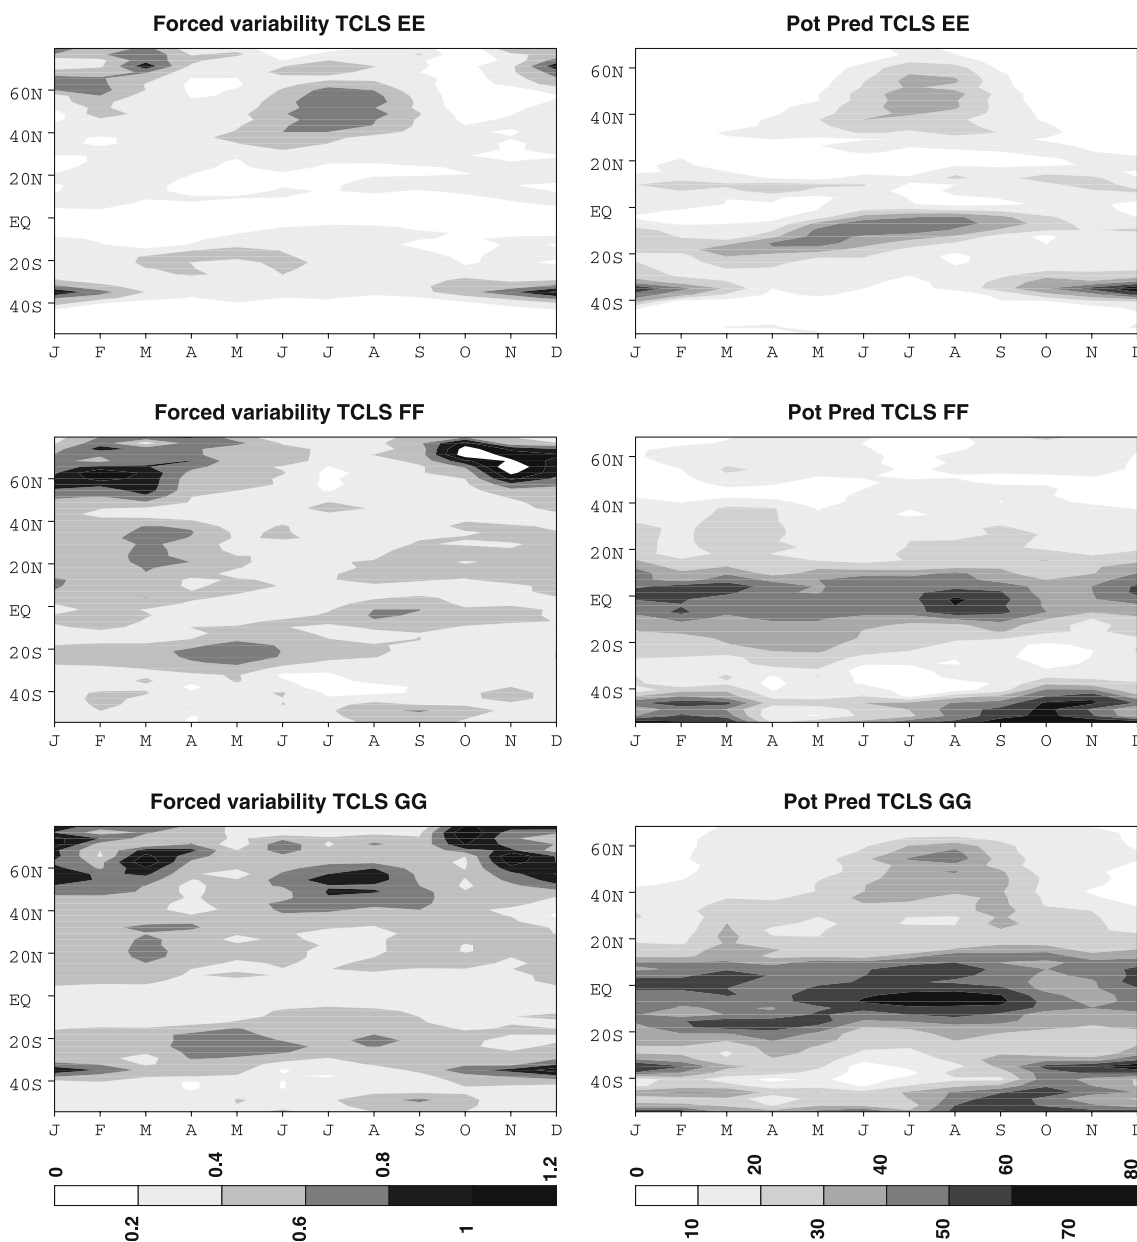 Forced variability TCLS EE
60N
40N
20N
EQ
20S
40S
J F M A M J J A S O N D
Pot Pred TCLS EE
60N
40N
20N
EQ
20S
40S
J F M A M J J A S O N D
Forced variability TCLS FF
60N
40N
20N
EQ
20S
40S
J F M A M J J A S O N D
Pot Pred TCLS FF
60N
40N
20N
EQ
20S
40S
J F M A M J J A S O N D
Forced variability TCLS GG
60N
40N
20N
EQ
20S
40S
J F M A M J J A S O N D
Pot Pred TCLS GG
60N
40N
20N
EQ
20S
40S
J F M A M J J A S O N D
0 0.4 0.8 1.2
0.2 0.6 1
0 20 40 60 80
10 30 50 70